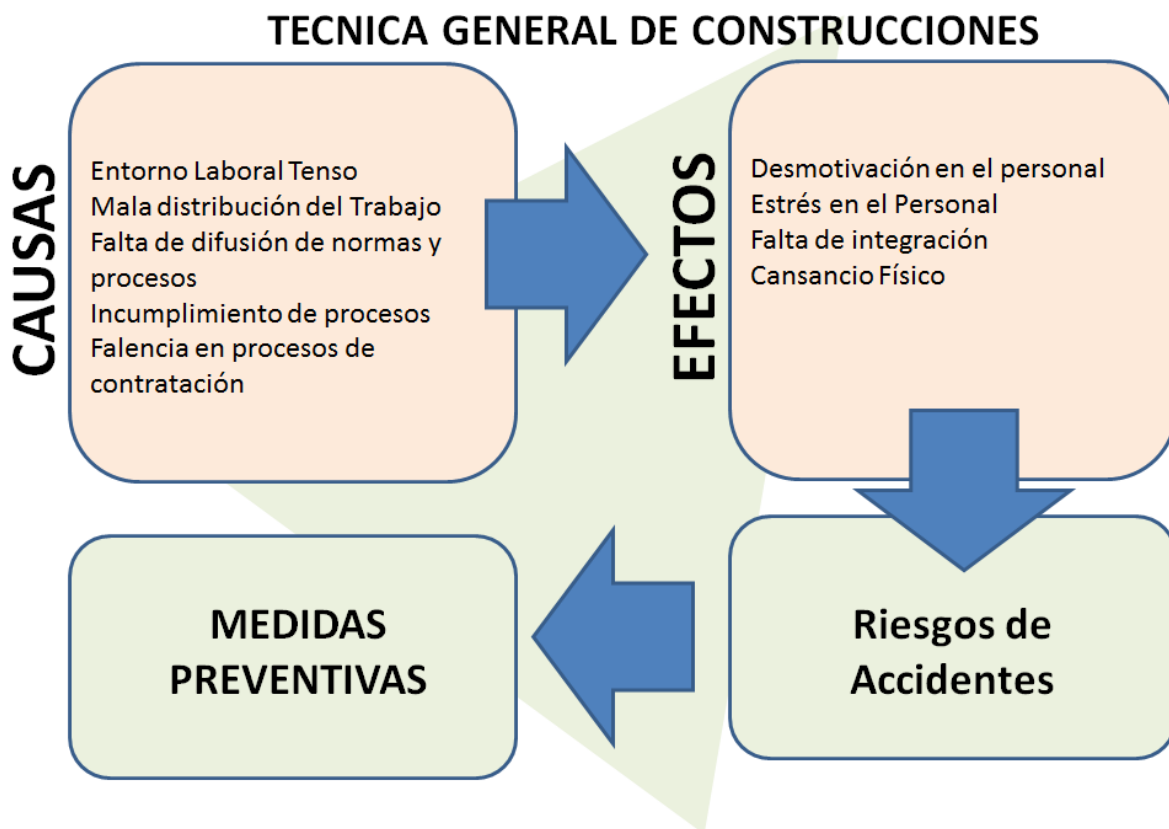 TECNICA GENERAL DE CONSTRUCCIONES
CAUSAS
Entorno Laboral Tenso
Mala distribución del Trabajo
Falta de difusión de normas y
procesos
Incumplimiento de procesos
Falencia en procesos de
contratación
EFECTOS
Desmotivación en el personal
Estrés en el Personal
Falta de integración
Cansancio Físico
Riesgos de
Accidentes
MEDIDAS
PREVENTIVAS